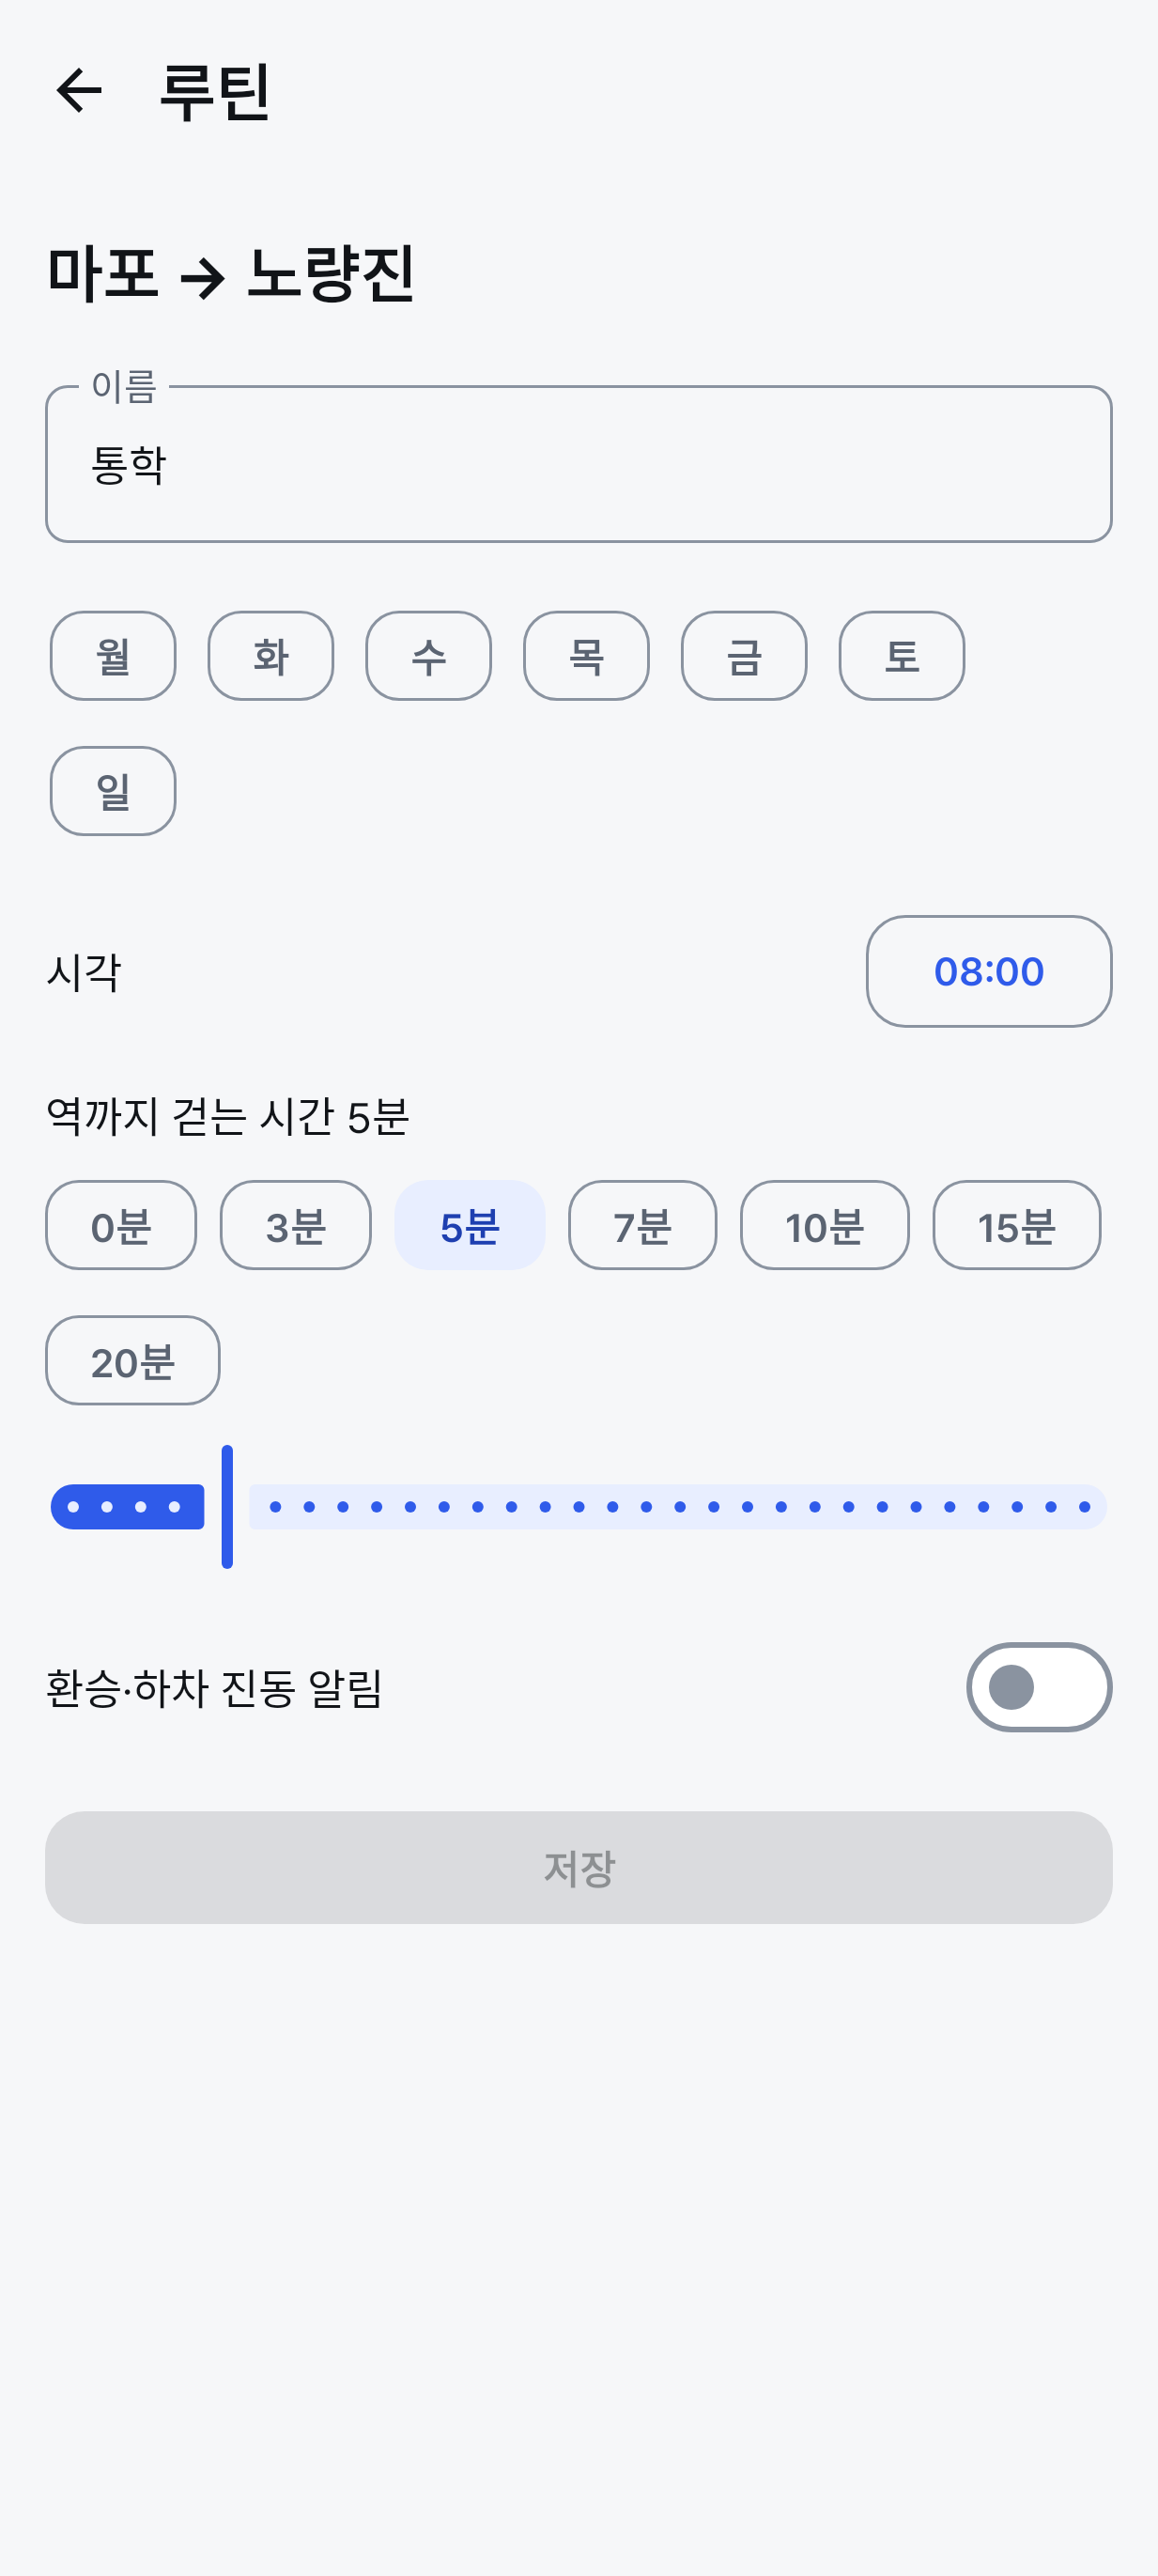 루틴
마포 → 노량진
이름
통학
월 화 수 목 금 토
일
시각 08:00
역까지 걷는 시간 5분
0분 3분 5분 7분 10분 15분
20분
환승·하차 진동 알림
저장